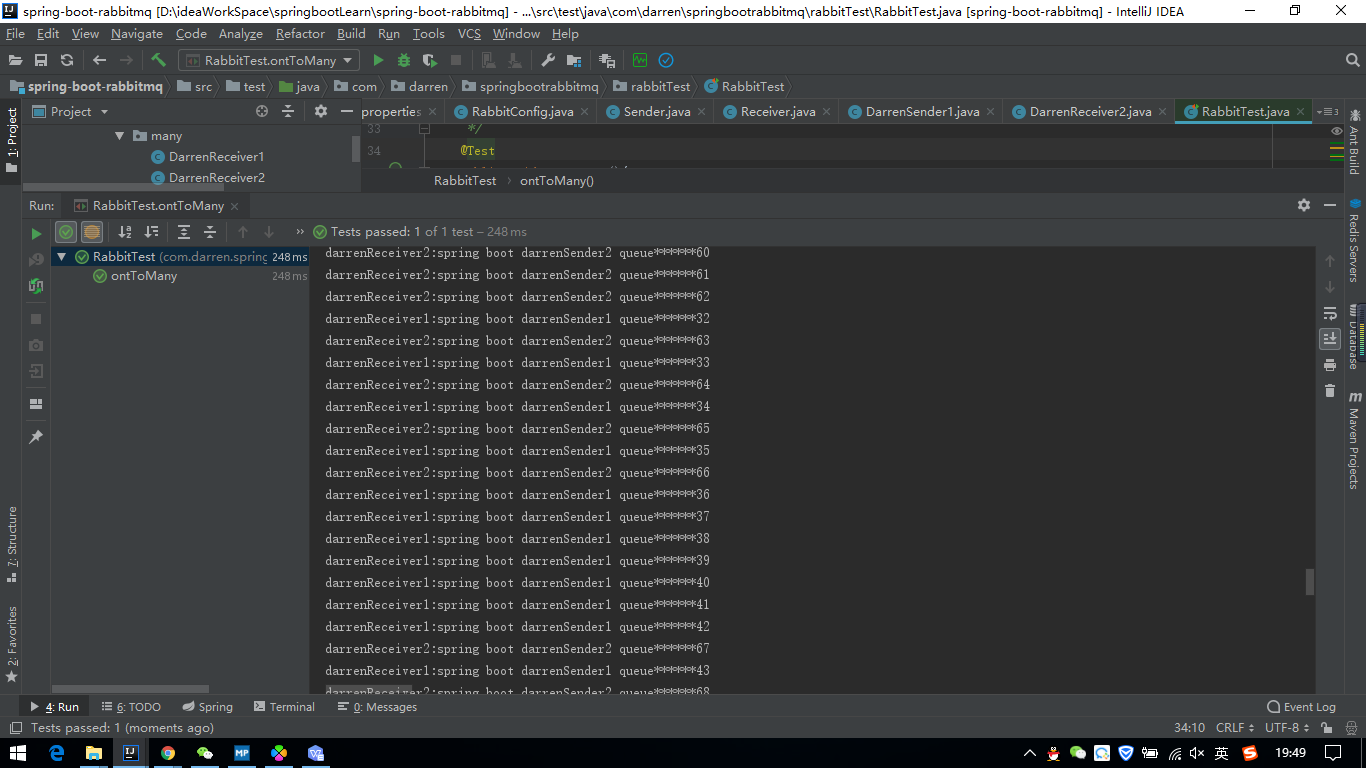 spring-boot-rabbitmq [D:\ideaWorkSpace\springbootLearn\spring-boot-rabbitmq] - ...\src\test\java\com\darren\springbootrabbitmq\rabbitTest\RabbitTest.java [spring-boot-rabbitmq] - IntelliJ IDEA
File Edit View Navigate Code Analyze Refactor Build Run Tools VCS Window Help
RabbitTest.ontToMany
spring-boot-rabbitmq src test java com darren springbootrabbitmq rabbitTest RabbitTest
Project
properties RabbitConfig.java Sender.java Receiver.java DarrenSender1.java DarrenReceiver2.java RabbitTest.java 3
many
DarrenReceiver1
DarrenReceiver2
33 */
34 @Test
RabbitTest › ontToMany()
Run: RabbitTest.ontToMany
» Tests passed: 1 of 1 test – 248 ms
RabbitTest (com.darren.spring 248 ms
ontToMany 248 ms
darrenReceiver2:spring boot darrenSender2 queue*******60
darrenReceiver2:spring boot darrenSender2 queue*******61
darrenReceiver2:spring boot darrenSender2 queue*******62
darrenReceiver1:spring boot darrenSender1 queue*******32
darrenReceiver2:spring boot darrenSender2 queue*******63
darrenReceiver1:spring boot darrenSender1 queue*******33
darrenReceiver2:spring boot darrenSender2 queue*******64
darrenReceiver1:spring boot darrenSender1 queue*******34
darrenReceiver2:spring boot darrenSender2 queue*******65
darrenReceiver1:spring boot darrenSender1 queue*******35
darrenReceiver2:spring boot darrenSender2 queue*******66
darrenReceiver1:spring boot darrenSender1 queue*******36
darrenReceiver1:spring boot darrenSender1 queue*******37
darrenReceiver1:spring boot darrenSender1 queue*******38
darrenReceiver1:spring boot darrenSender1 queue*******39
darrenReceiver1:spring boot darrenSender1 queue*******40
darrenReceiver1:spring boot darrenSender1 queue*******41
darrenReceiver1:spring boot darrenSender1 queue*******42
darrenReceiver2:spring boot darrenSender2 queue*******67
darrenReceiver1:spring boot darrenSender1 queue*******43
darrenReceiver2:spring boot darrenSender2 queue*******68
1: Project
7: Structure
2: Favorites
Ant Build
Redis Servers
Database
m Maven Projects
4: Run 6: TODO Spring Terminal 0: Messages Event Log
Tests passed: 1 (moments ago) 34:10 CRLF UTF-8
MP 英 19:49